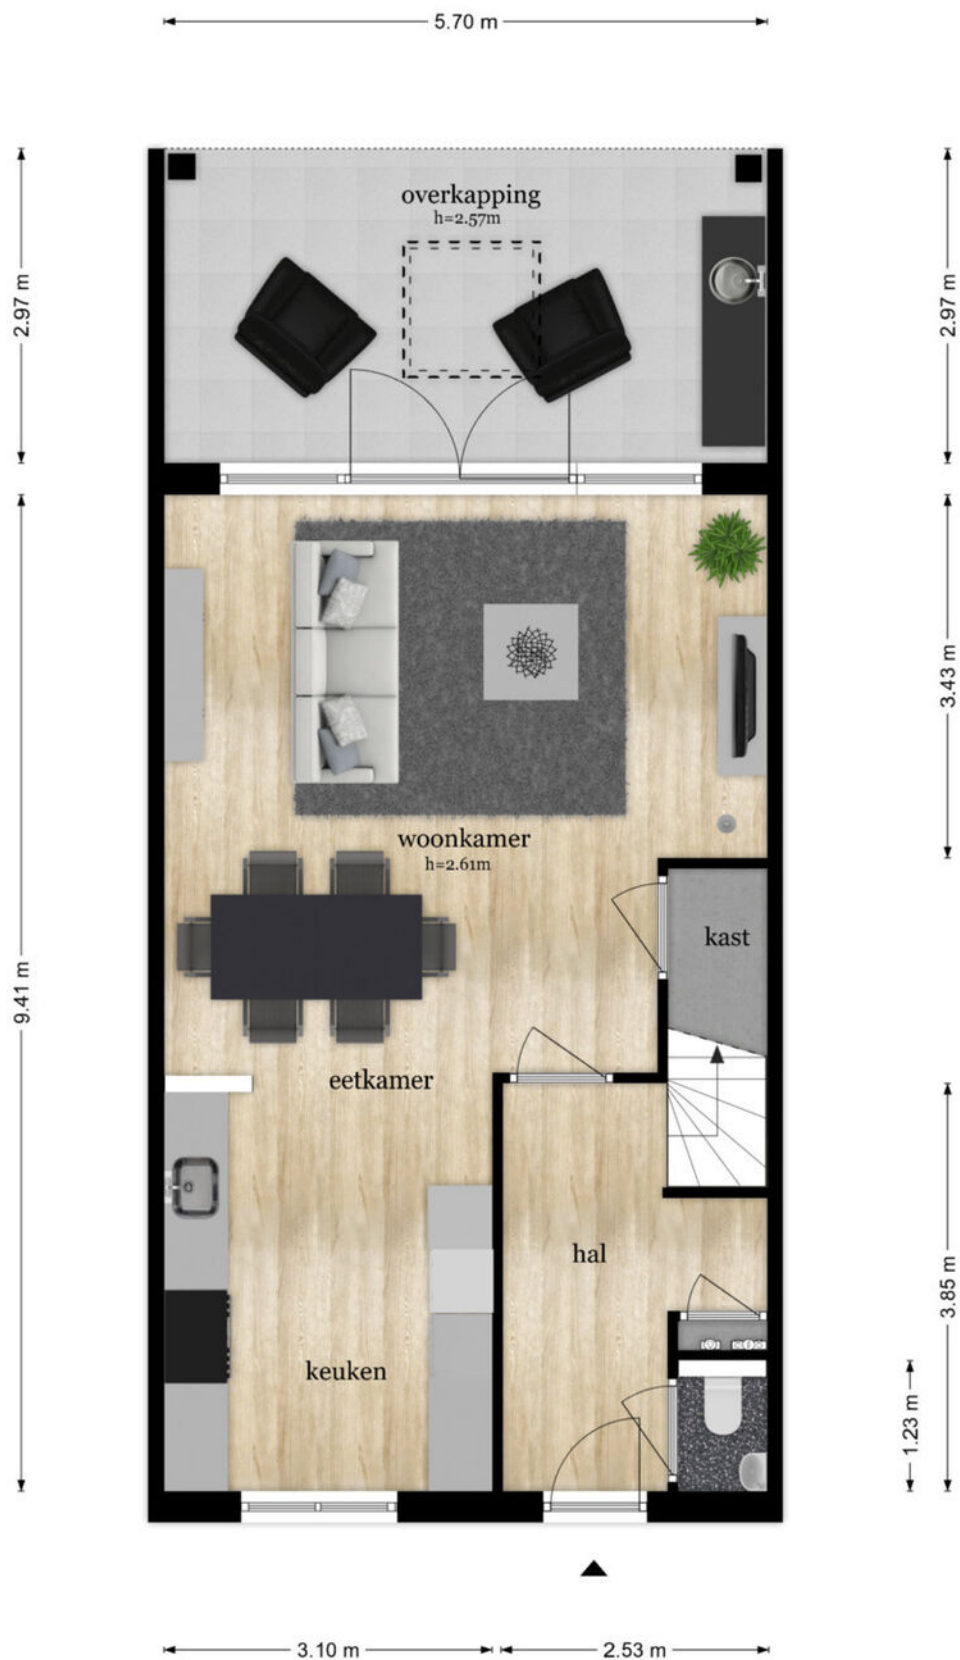 5.70 m
overkapping
h=2.57m
2.97 m
2.97 m
woonkamer
h=2.61m
3.43 m
kast
9.41 m
eetkamer
hal
3.85 m
keuken
1.23 m
3.10 m
2.53 m